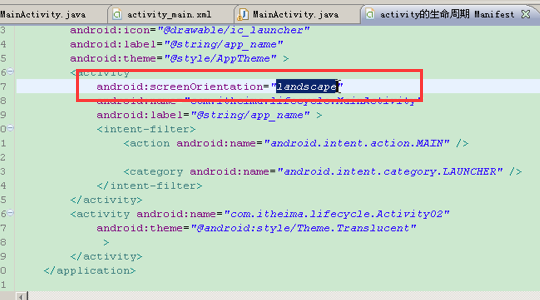 MainActivity.java
activity_main.xml
MainActivity.java
activity的生命周期 Manifest
3 android:icon="@drawable/ic_launcher"
4 android:label="@string/app_name"
5 android:theme="@style/AppTheme" >
6 <activity
7 android:screenOrientation="landscape"
8 android:name="com.itheima.lifecycle.MainActivity"
9 android:label="@string/app_name" >
0 <intent-filter>
1 <action android:name="android.intent.action.MAIN" />
2
3 <category android:name="android.intent.category.LAUNCHER" />
4 </intent-filter>
5 </activity>
6 <activity android:name="com.itheima.lifecycle.Activity02"
7 android:theme="@android:style/Theme.Translucent"
8 >
9 </activity>
0 </application>
1